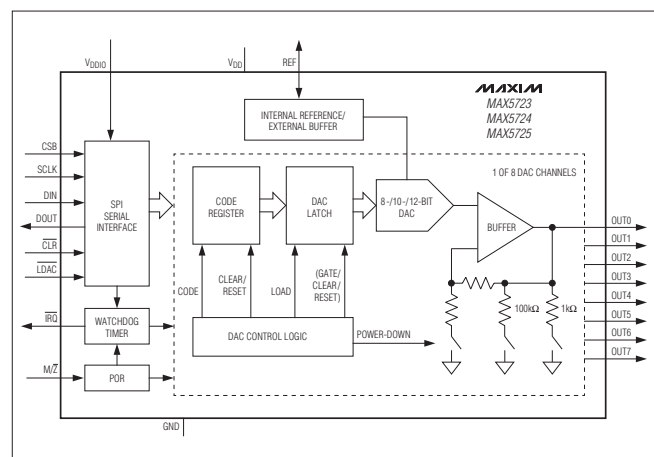 VDDIO
VDD
REF
MAXIM
MAX5723
MAX5724
MAX5725
INTERNAL REFERENCE/
EXTERNAL BUFFER
1 OF 8 DAC CHANNELS
CSB
SCLK
DIN
DOUT
CLR
LDAC
IRQ
M/Z
SPI
SERIAL
INTERFACE
CODE
REGISTER
DAC
LATCH
8-/10-/12-BIT
DAC
BUFFER
OUT0
OUT1
OUT2
OUT3
OUT4
OUT5
OUT6
OUT7
CODE
CLEAR/
RESET
LOAD
(GATE/
CLEAR/
RESET)
100kΩ
1kΩ
WATCHDOG
TIMER
DAC CONTROL LOGIC
POWER-DOWN
POR
GND